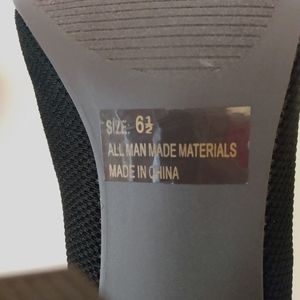 SIZE: 6½
ALL MAN MADE MATERIALS
MADE IN CHINA